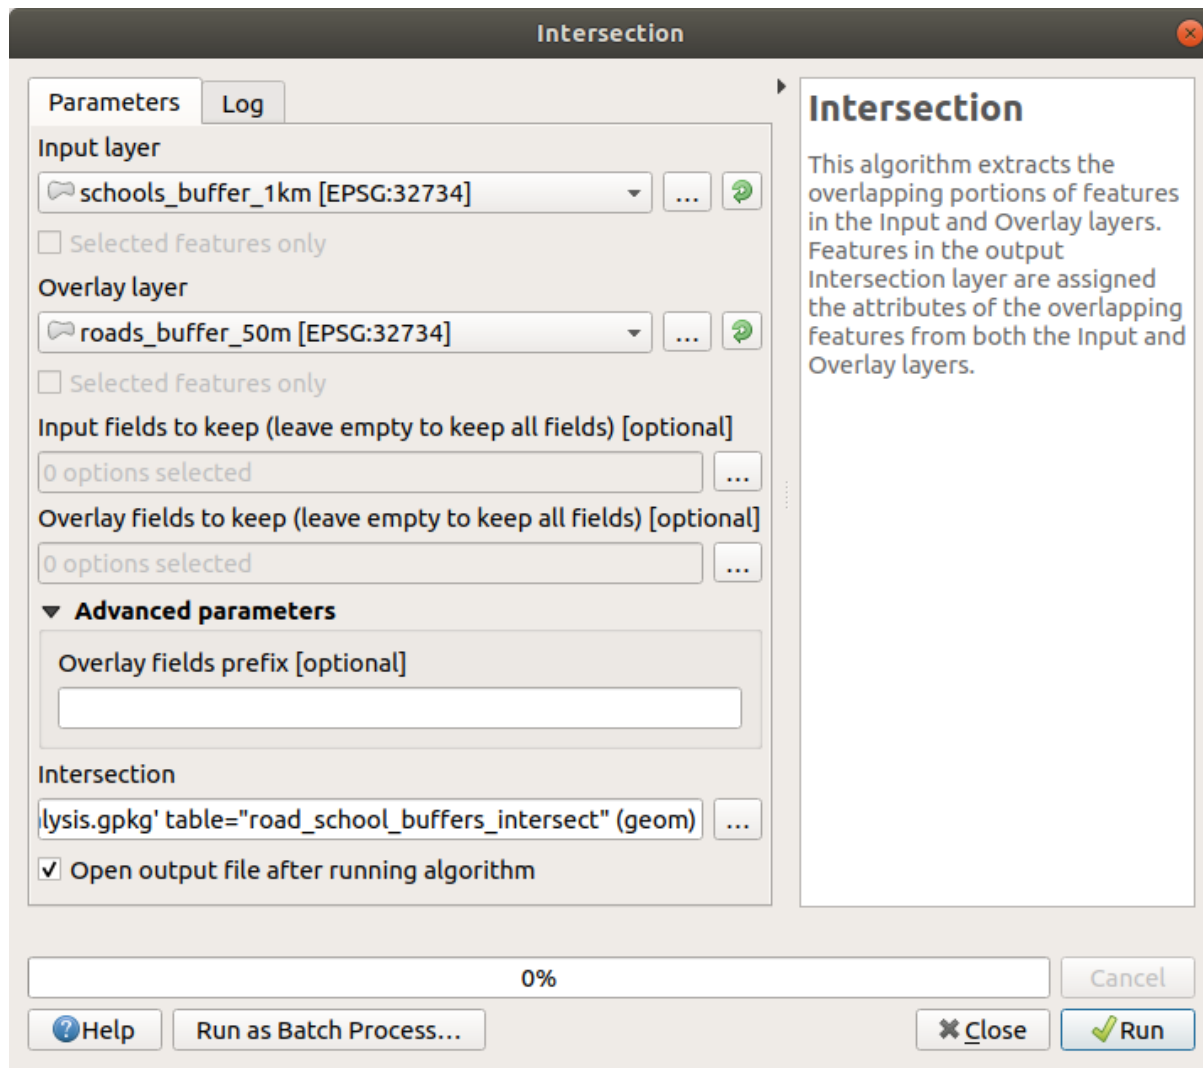 Intersection
Parameters
Log
Input layer
schools_buffer_1km [EPSG:32734]
...
Selected features only
Overlay layer
roads_buffer_50m [EPSG:32734]
...
Selected features only
Input fields to keep (leave empty to keep all fields) [optional]
0 options selected
...
Overlay fields to keep (leave empty to keep all fields) [optional]
0 options selected
...
Advanced parameters
Overlay fields prefix [optional]
Intersection
lysis.gpkg' table="road_school_buffers_intersect" (geom)
...
Open output file after running algorithm
Intersection
This algorithm extracts the
overlapping portions of features
in the Input and Overlay layers.
Features in the output
Intersection layer are assigned
the attributes of the overlapping
features from both the Input and
Overlay layers.
0%
Cancel
Help
Run as Batch Process...
Close
Run